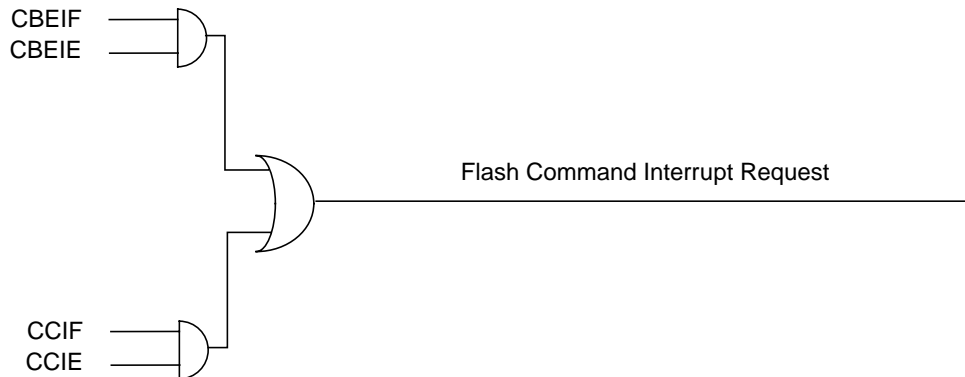 CBEIF
CBEIE
Flash Command Interrupt Request
CCIF
CCIE